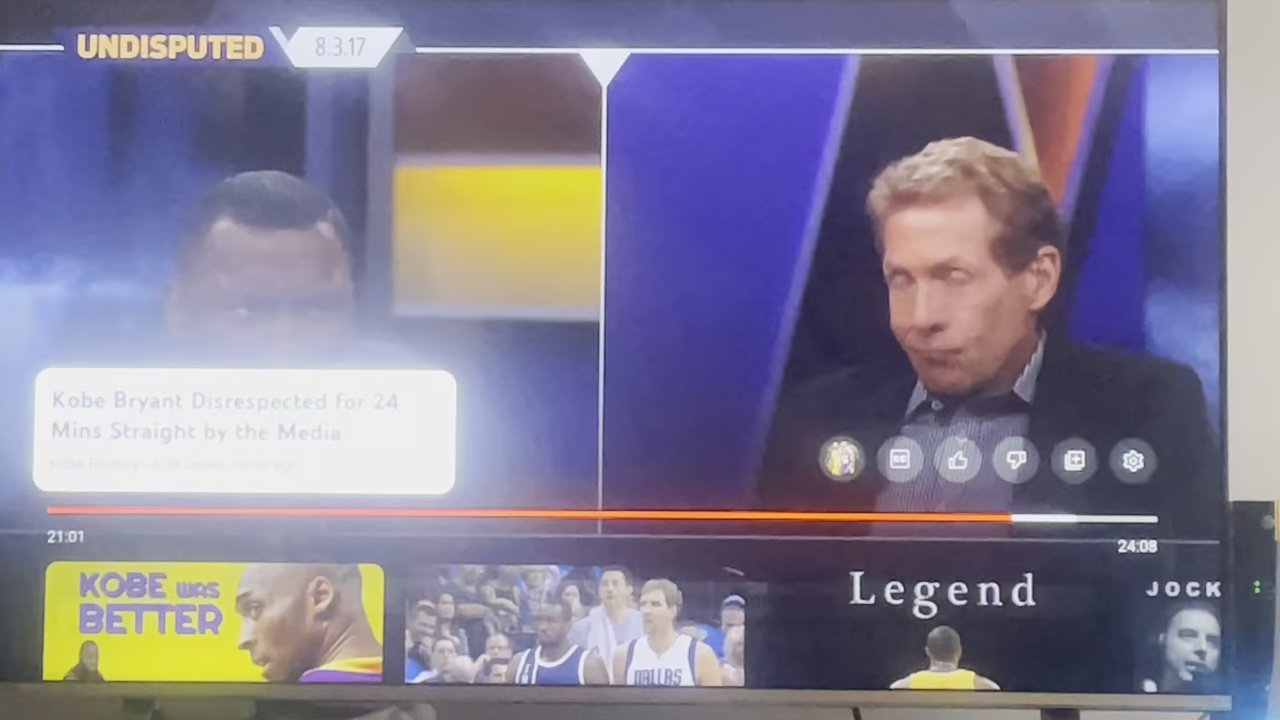 UNDISPUTED
8.3.17
Kobe Bryant Disrespected for 24
Mins Straight by the Media
CC
21:01
24:08
KOBE WAS
BETTER
DALLAS
Legend
JOCK